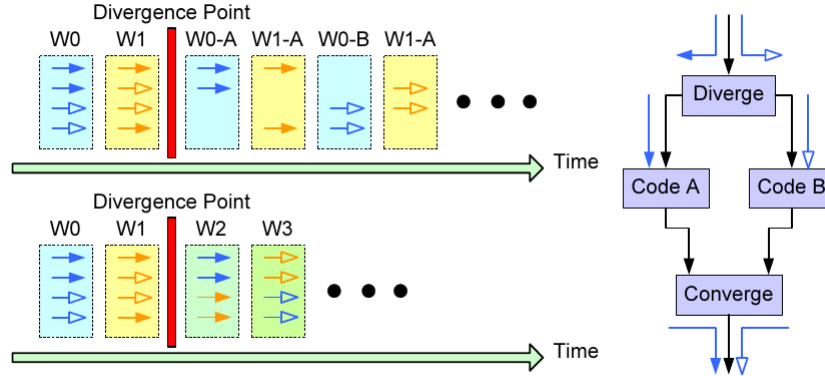 Divergence Point
W0 W1 W0-A W1-A W0-B W1-A
Time
Divergence Point
W0 W1 W2 W3
Time
Diverge
Code A Code B
Converge